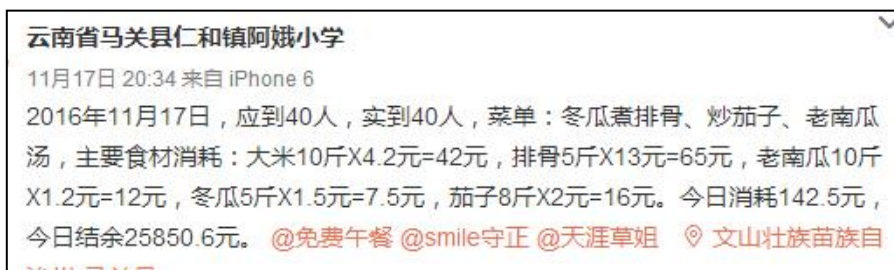 云南省马关县仁和镇阿娥小学
11月17日 20:34 来自 iPhone 6
2016年11月17日，应到40人，实到40人，菜单：冬瓜煮排骨、炒茄子、老南瓜
汤，主要食材消耗：大米10斤X4.2元=42元，排骨5斤X13元=65元，老南瓜10斤
X1.2元=12元，冬瓜5斤X1.5元=7.5元，茄子8斤X2元=16元。今日消耗142.5元，
今日结余25850.6元。 @免费午餐 @smile守正 @天涯草姐 文山壮族苗族自